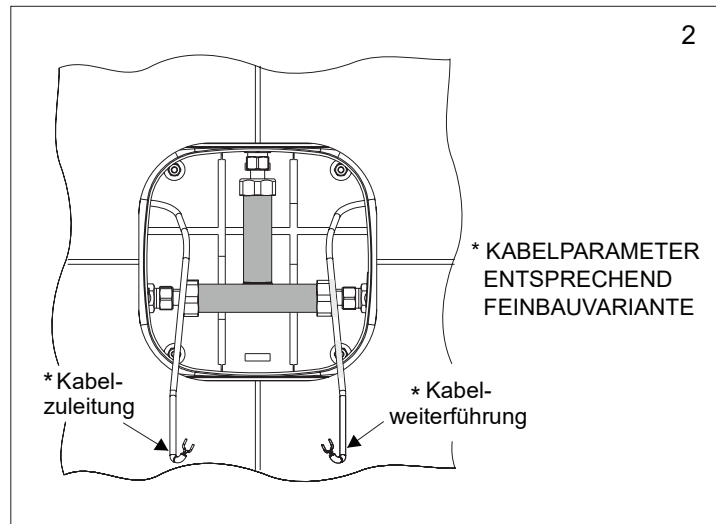 2
* KABELPARAMETER
ENTSPRECHEND
FEINBAUVARIANTE
* Kabel-
zuleitung
* Kabel-
weiterführung